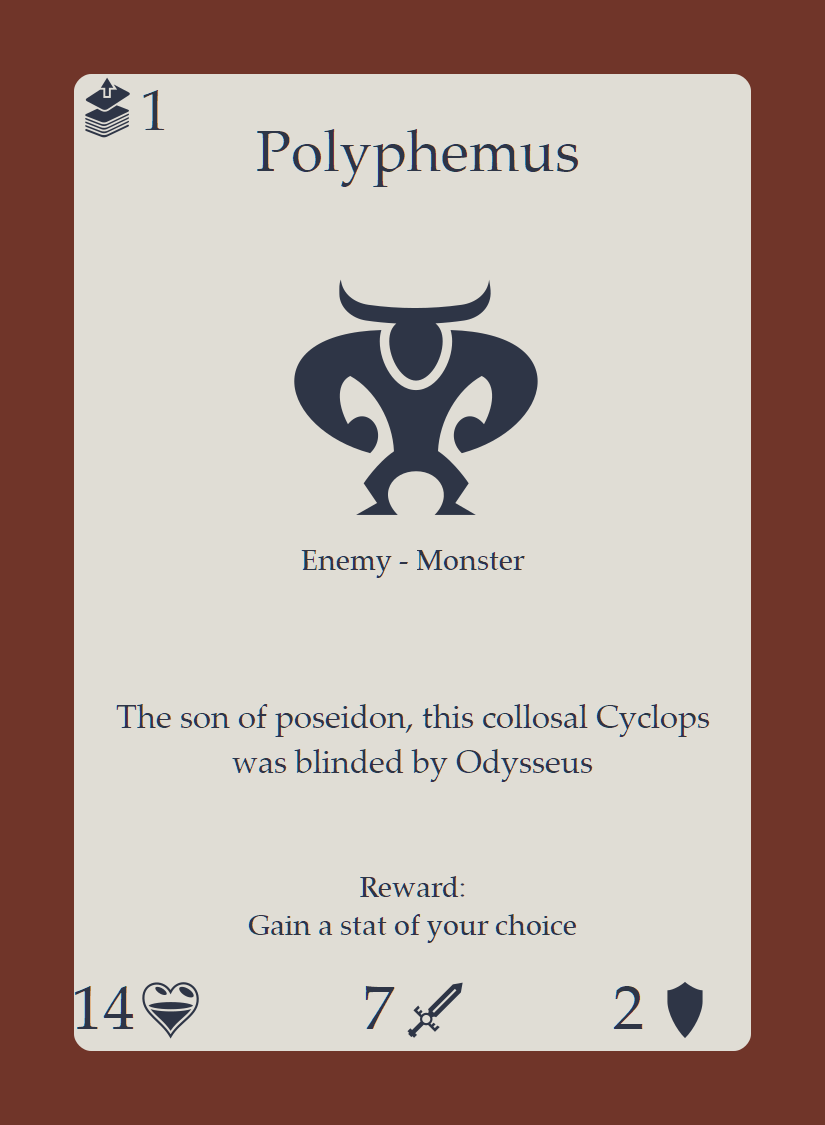 1
Polyphemus
Enemy - Monster
The son of poseidon, this collosal Cyclops
was blinded by Odysseus
Reward:
Gain a stat of your choice
14 7 2